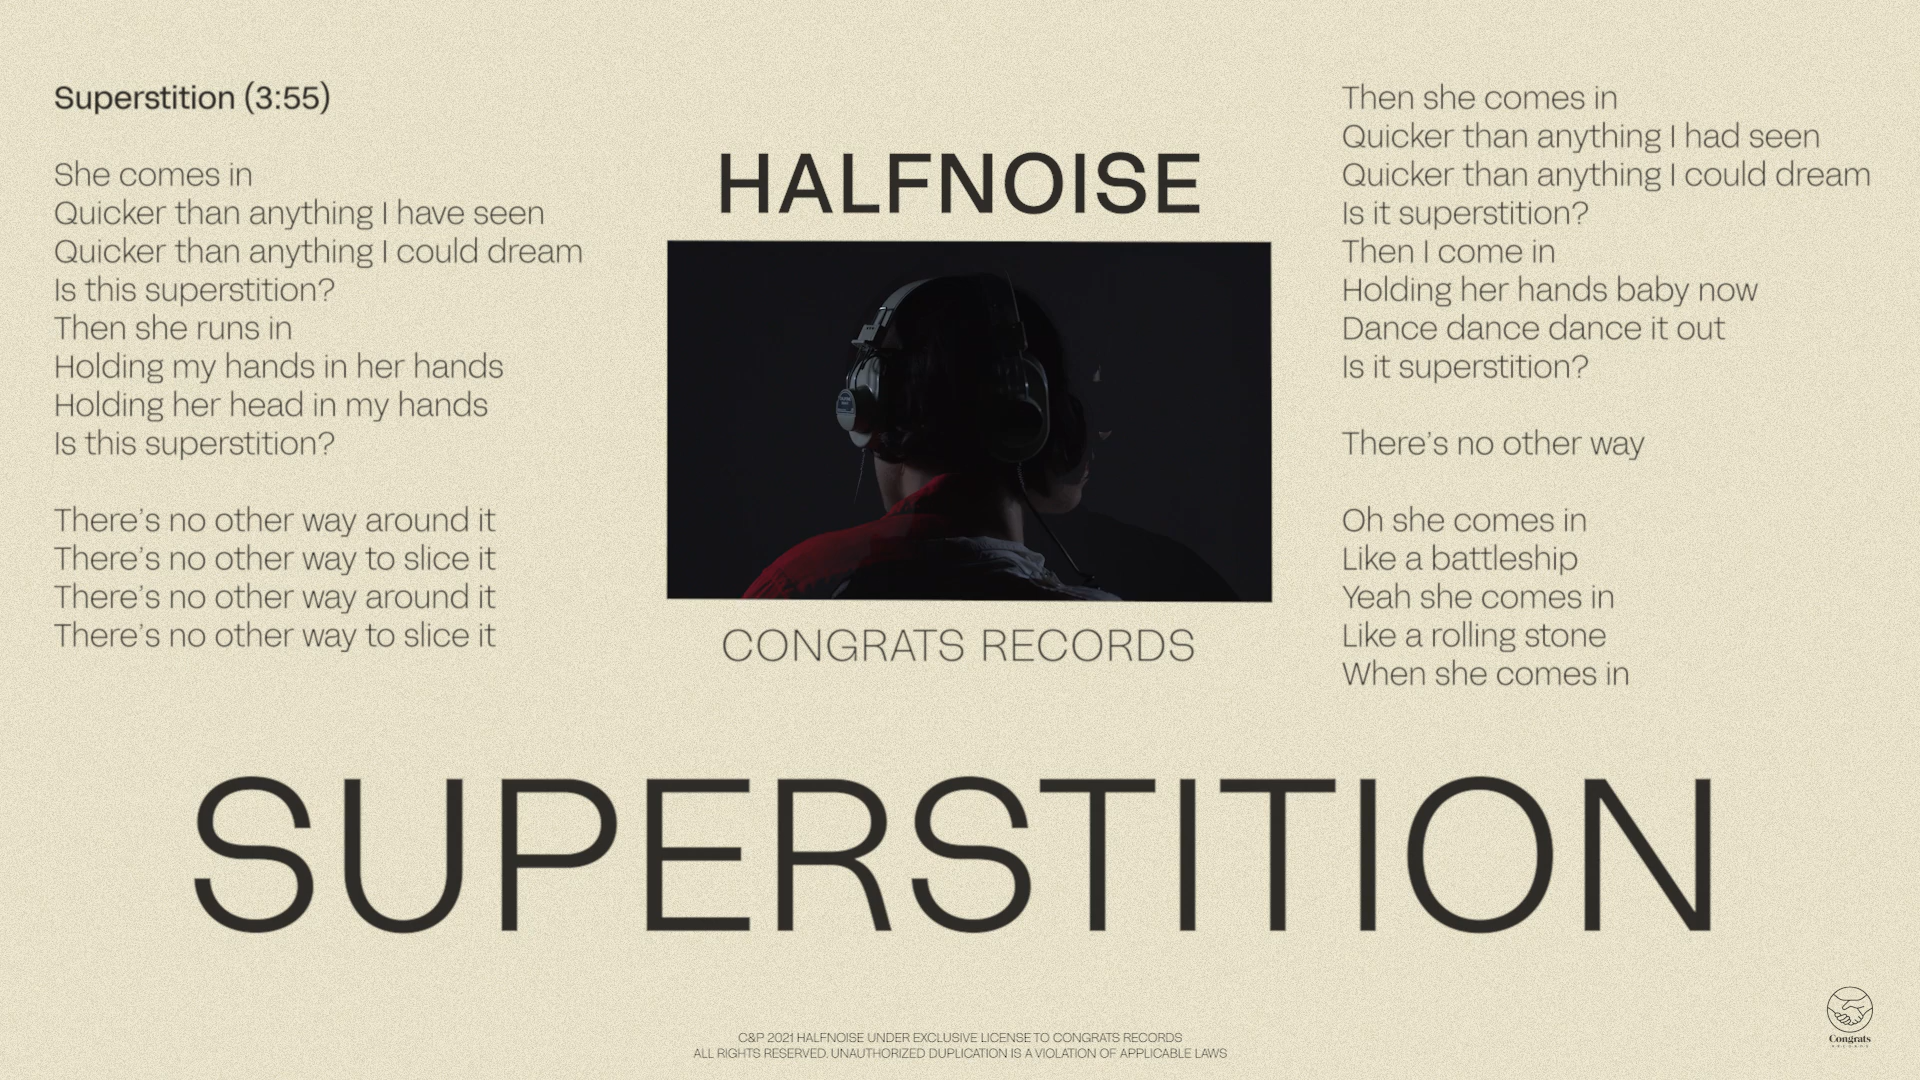 Superstition (3:55)
She comes in
Quicker than anything I have seen
Quicker than anything I could dream
Is this superstition?
Then she runs in
Holding my hands in her hands
Holding her head in my hands
Is this superstition?
There's no other way around it
There's no other way to slice it
There's no other way around it
There's no other way to slice it
HALFNOISE
CONGRATS RECORDS
Then she comes in
Quicker than anything I had seen
Quicker than anything I could dream
Is it superstition?
Then I come in
Holding her hands baby now
Dance dance dance it out
Is it superstition?
There's no other way
Oh she comes in
Like a battleship
Yeah she comes in
Like a rolling stone
When she comes in
SUPERSTITION
C&P 2021 HALFNOISE UNDER EXCLUSIVE LICENSE TO CONGRATS RECORDS
ALL RIGHTS RESERVED. UNAUTHORIZED DUPLICATION IS A VIOLATION OF APPLICABLE LAWS
Congrats